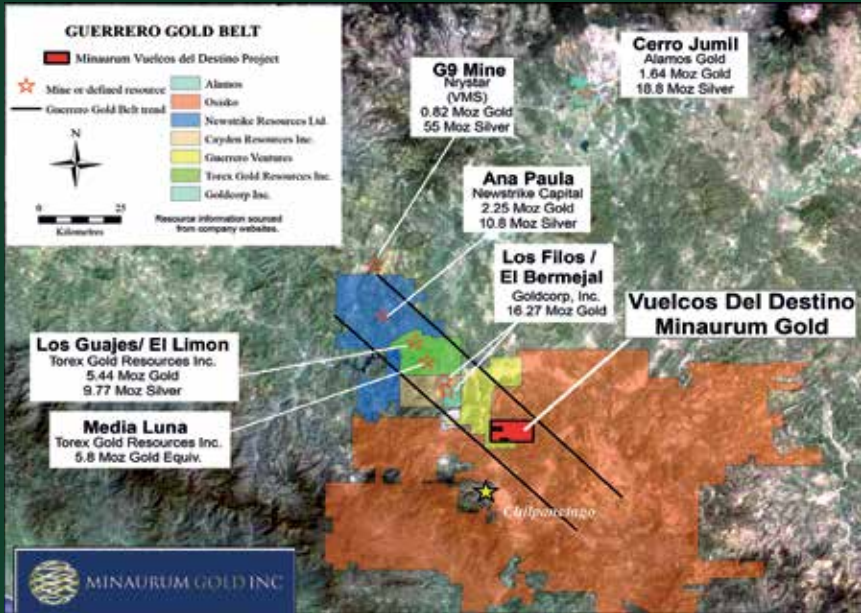 GUERRERO GOLD BELT
Minaurum Vuelcos del Destino Project
Mine or defined resource
Guerrero Gold Belt trend
N
0 25
Kilometres
Alamos
Osisko
Newstrike Resources Ltd.
Cayden Resources Inc.
Guerrero Ventures
Torex Gold Resources Inc.
Goldcorp Inc.
Resource information sourced
from company websites.
G9 Mine
Nrystar
(VMS)
0.82 Moz Gold
55 Moz Silver
Cerro Jumil
Alamos Gold
1.64 Moz Gold
18.8 Moz Silver
Ana Paula
Newstrike Capital
2.25 Moz Gold
10.8 Moz Silver
Los Filos /
El Bermejal
Goldcorp, Inc.
16.27 Moz Gold
Vuelcos Del Destino
Minaurum Gold
Los Guajes/ El Limon
Torex Gold Resources Inc.
5.44 Moz Gold
9.77 Moz Silver
Media Luna
Torex Gold Resources Inc.
5.8 Moz Gold Equiv.
Chilpancingo
MINAURUM GOLD INC